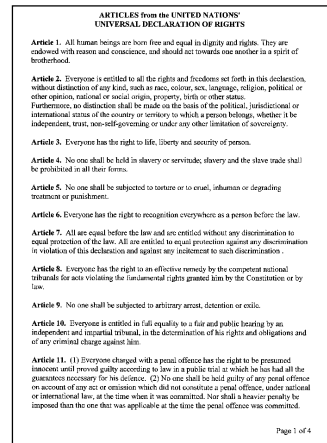 ARTICLES from the UNITED NATIONS'
UNIVERSAL DECLARATION OF RIGHTS
Article 1. All human beings are born free and equal in dignity and rights. They are
endowed with reason and conscience, and should act towards one another in a spirit of
brotherhood.
Article 2. Everyone is entitled to all the rights and freedoms set forth in this declaration,
without distinction of any kind, such as race, colour, sex, language, religion, political or
other opinion, national or social origin, property, birth or other status.
Furthermore, no distinction shall be made on the basis of the political, jurisdictional or
international status of the country or territory to which a person belongs, whether it be
independent, trust, non-self-governing or under any other limitation of sovereignty.
Article 3. Everyone has the right to life, liberty and security of person.
Article 4. No one shall be held in slavery or servitude; slavery and the slave trade shall
be prohibited in all their forms.
Article 5. No one shall be subjected to torture or to cruel, inhuman or degrading
treatment or punishment.
Article 6. Everyone has the right to recognition everywhere as a person before the law.
Article 7. All are equal before the law and are entitled without any discrimination to
equal protection of the law. All are entitled to equal protection against any discrimination
in violation of this declaration and against any incitement to such discrimination .
Article 8. Everyone has the right to an effective remedy by the competent national
tribunals for acts violating the fundamental rights granted him by the Constitution or by
law.
Article 9. No one shall be subjected to arbitrary arrest, detention or exile.
Article 10. Everyone is entitled in full equality to a fair and public hearing by an
independent and impartial tribunal, in the determination of his rights and obligations and
of any criminal charge against him.
Article 11. (1) Everyone charged with a penal offence has the right to be presumed
innocent until proved guilty according to law in a public trial at which he has had all the
guarantees necessary for his defence. (2) No one shall be held guilty of any penal offence
on account of any act or omission which did not constitute a penal offence, under national
or international law, at the time when it was committed. Nor shall a heavier penalty be
imposed than the one that was applicable at the time the penal offence was committed.
Page 1 of 4